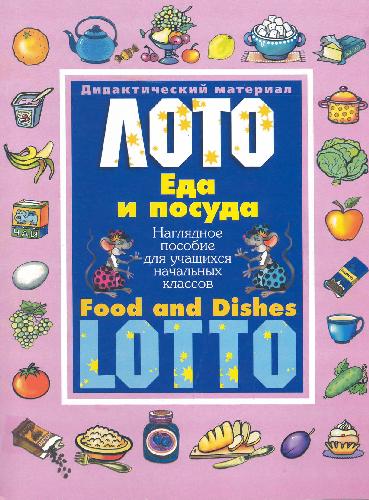 Дидактический материал
ЛОТО
Еда
и посуда
Наглядное
пособие
для учащихся
начальных
классов
Food and Dishes
LOTTO
ЧАЙ